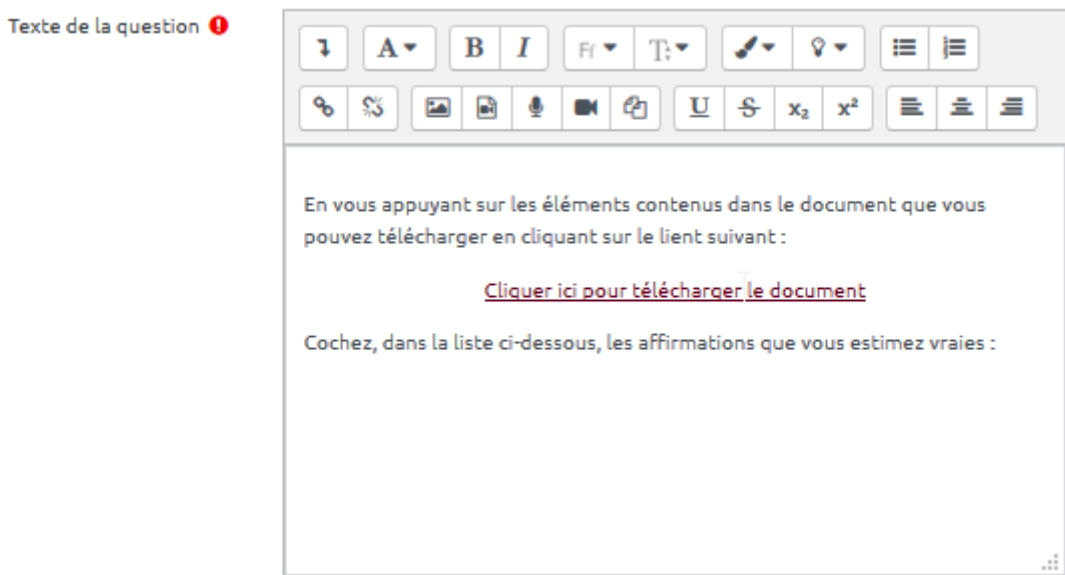 Texte de la question
A B I Ff T
U S x₂ x²
En vous appuyant sur les éléments contenus dans le document que vous
pouvez télécharger en cliquant sur le lient suivant :
Cliquer ici pour télécharger le document
Cochez, dans la liste ci-dessous, les affirmations que vous estimez vraies :